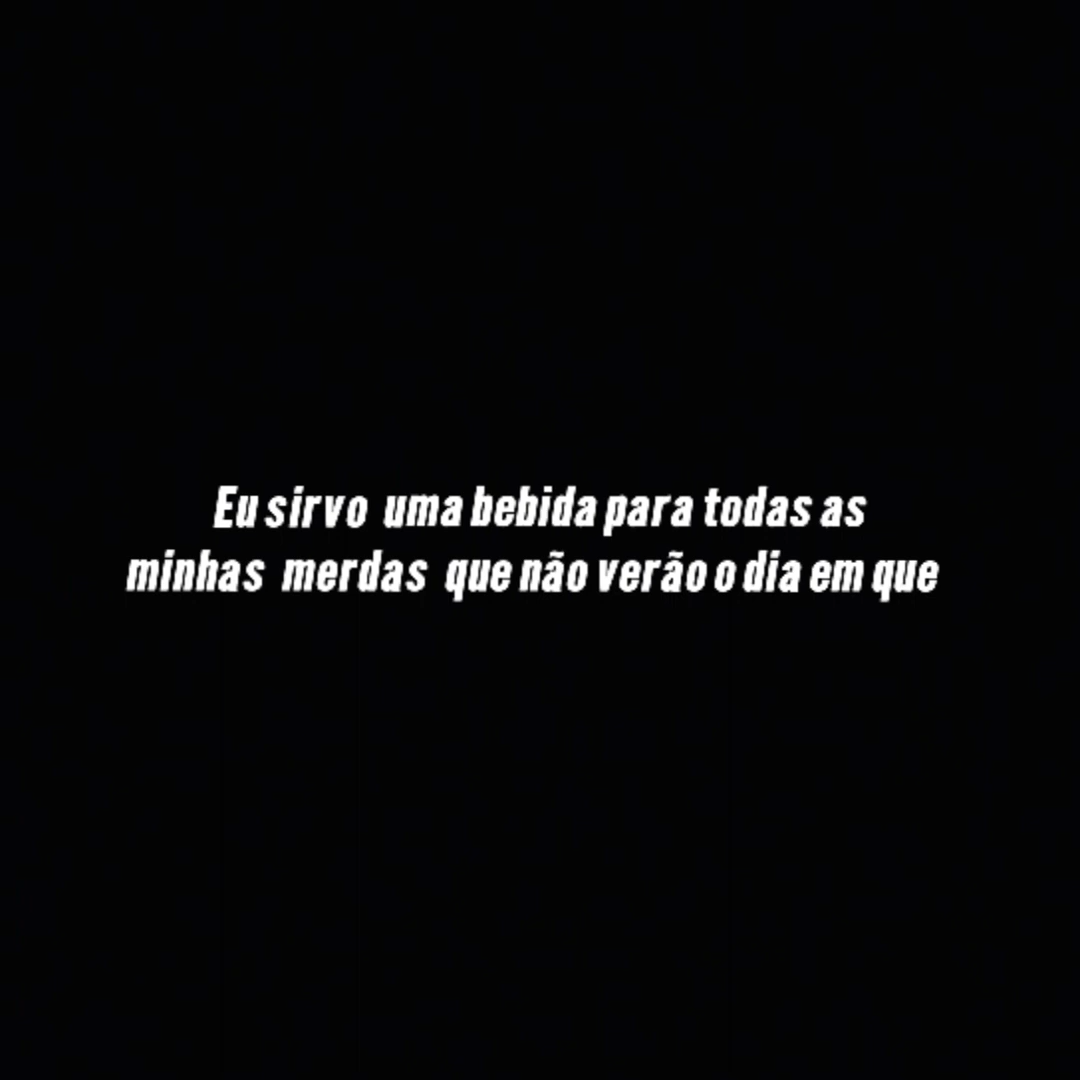 Eu sirvo uma bebida para todas as
minhas merdas que não verão o dia em que